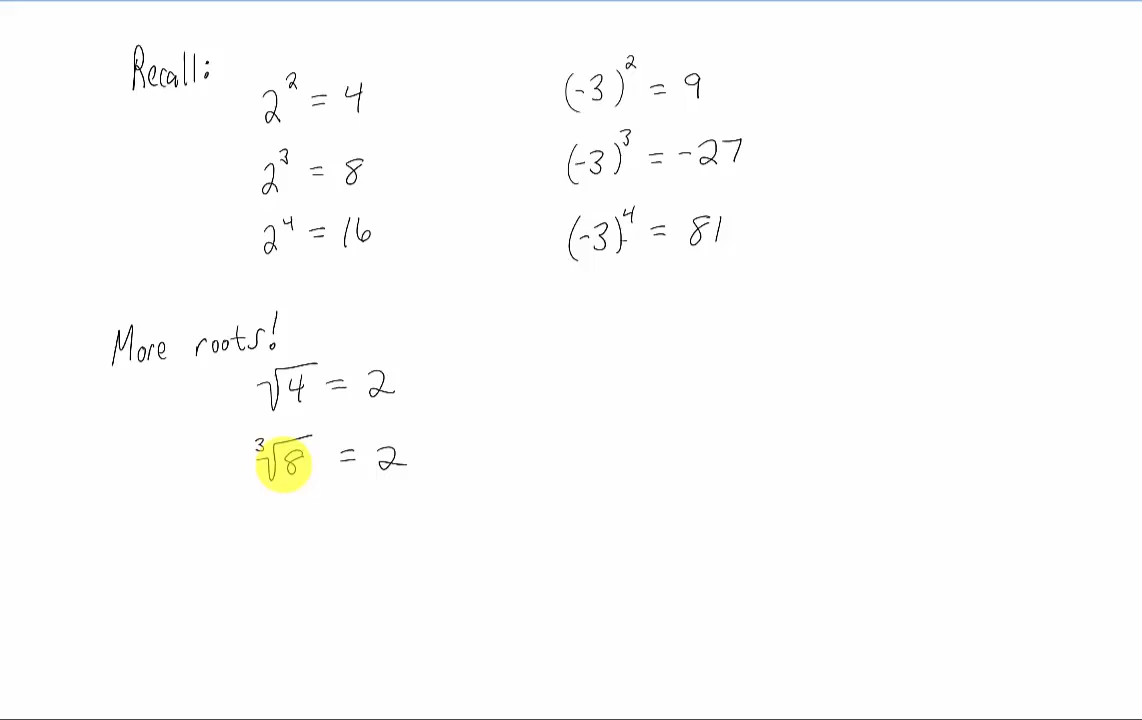 Recall:
2² = 4
2³ = 8
2⁴ = 16
(-3)² = 9
(-3)³ = -27
(-3)⁴ = 81
More roots!
√4 = 2
³√8 = 2